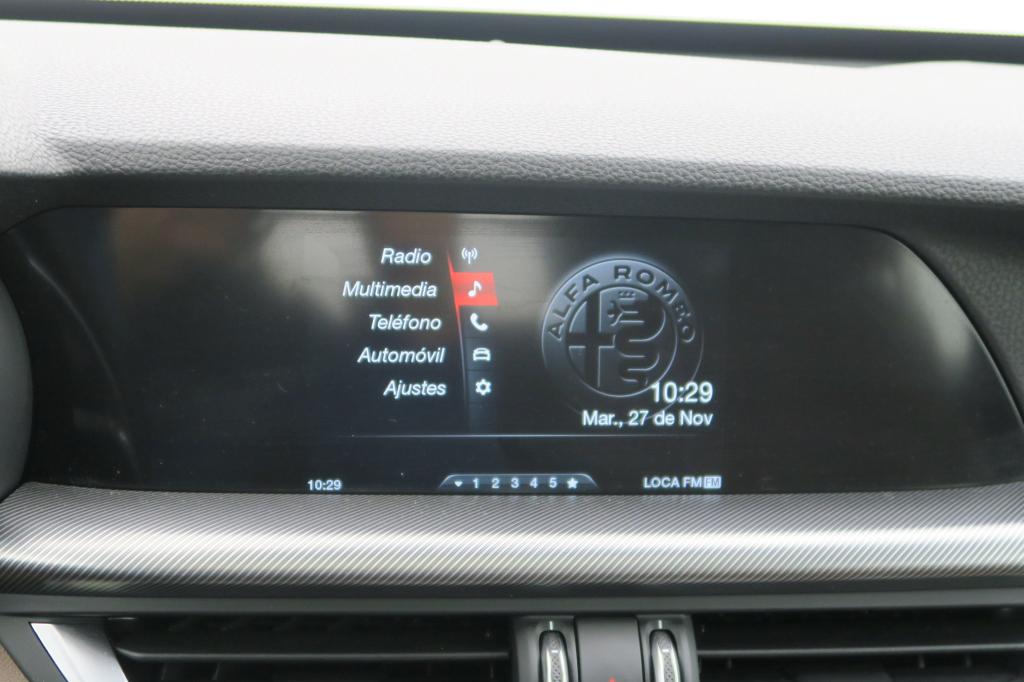 Radio
Multimedia
Teléfono
Automóvil
Ajustes
ALFA ROMEO
10:29
Mar., 27 de Nov
10:29
1 2 3 4 5
LOCA FM FM